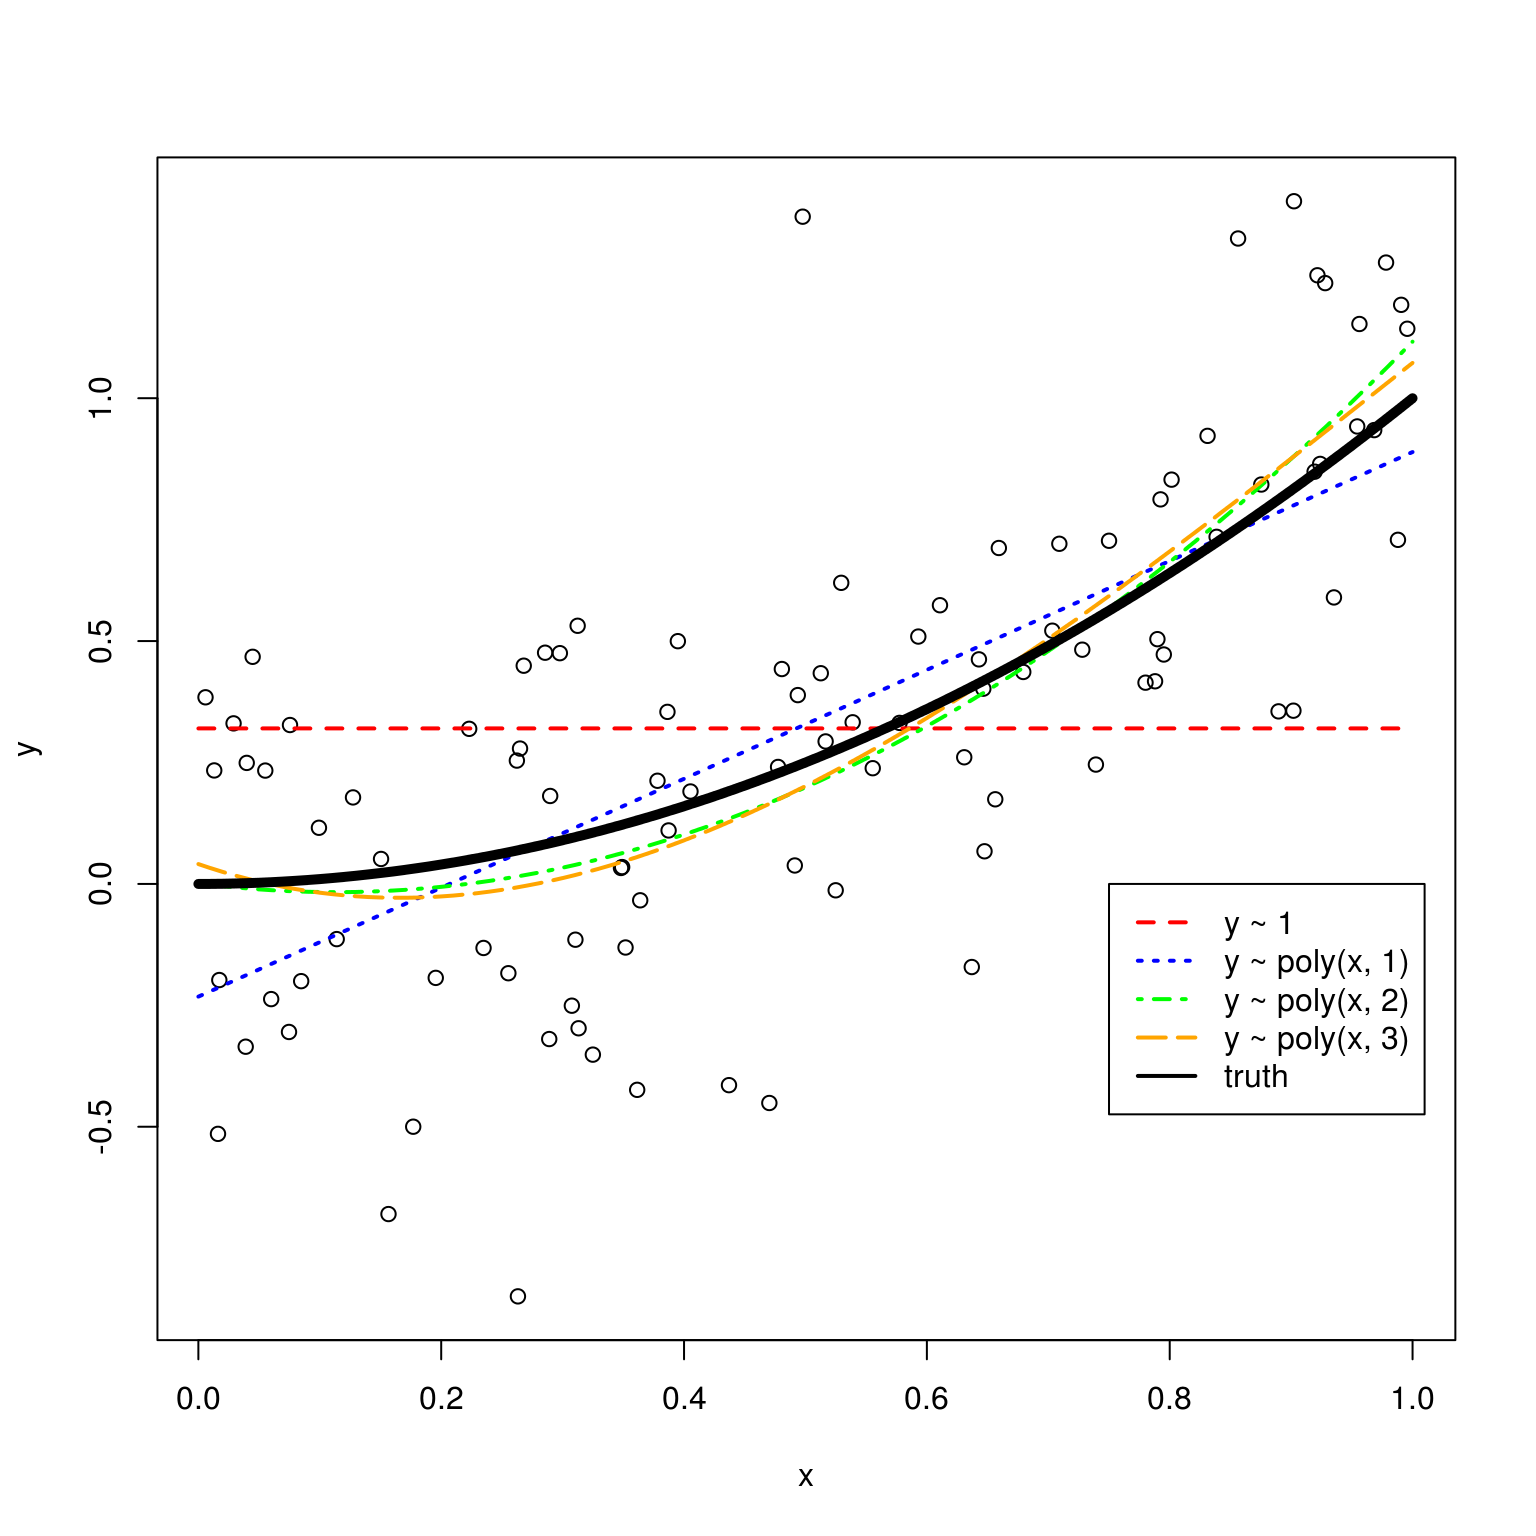 y
1.0
0.5
0.0
-0.5
y ~ 1
y ~ poly(x, 1)
y ~ poly(x, 2)
y ~ poly(x, 3)
truth
0.0 0.2 0.4 0.6 0.8 1.0
x